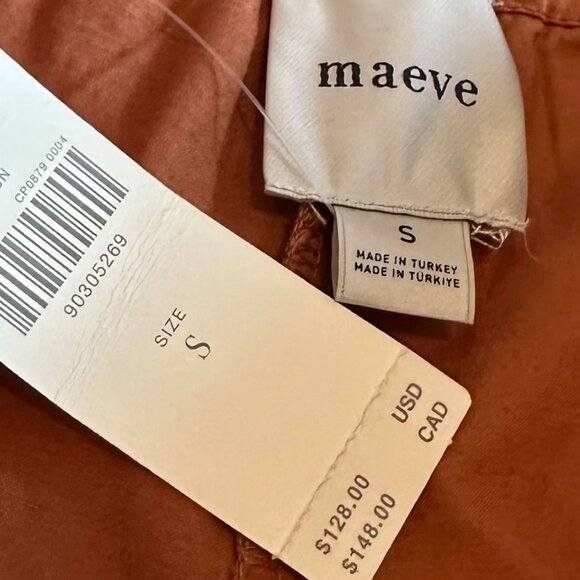 maeve
S
MADE IN TURKEY
MADE IN TÜRKIYE
CP0879 0004
90305269
SIZE
S
USD $128.00
CAD $148.00